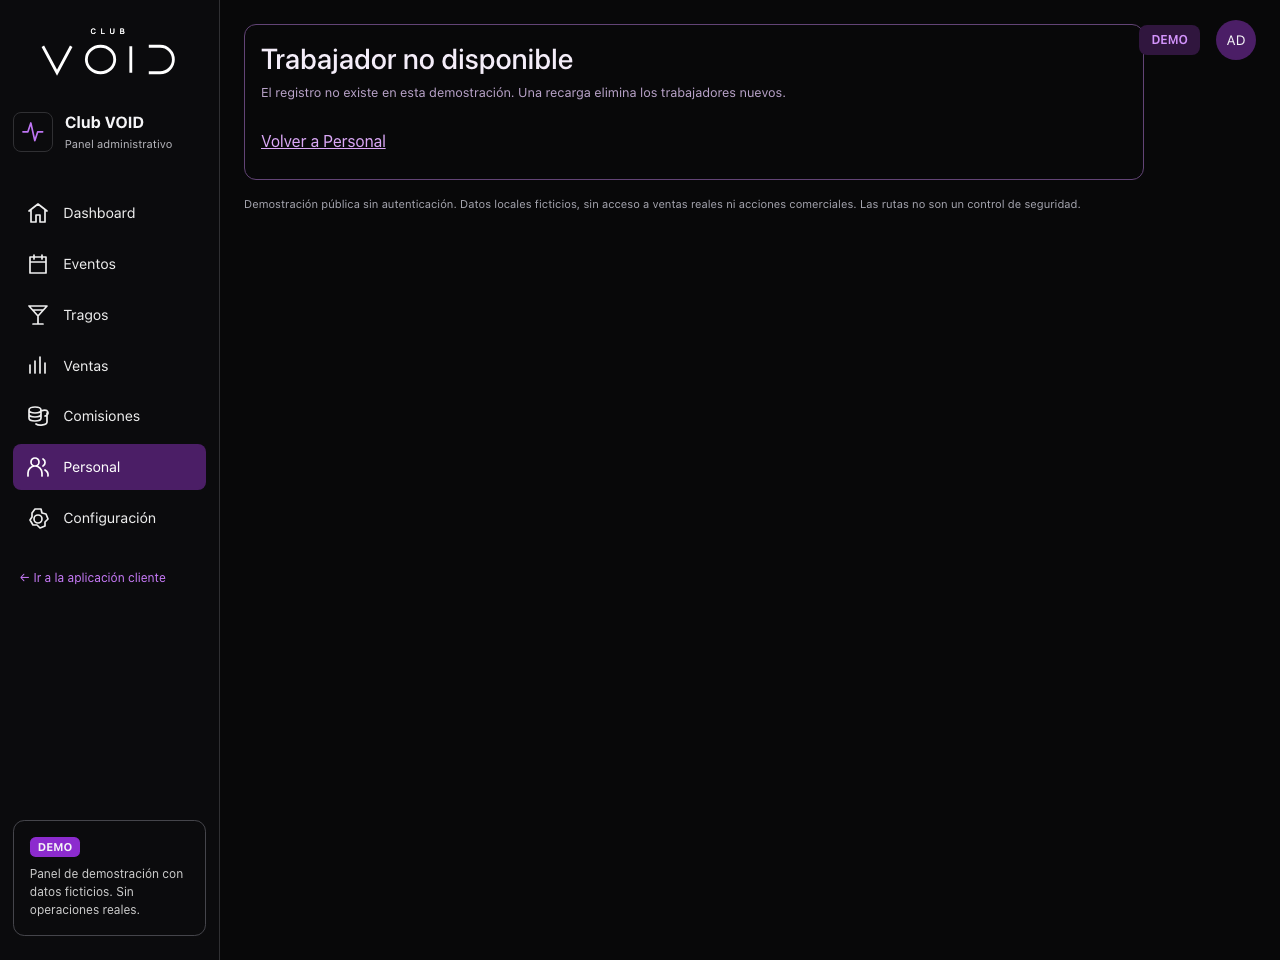 CLUB
VOID
Club VOID
Panel administrativo
Dashboard
Eventos
Tragos
Ventas
Comisiones
Personal
Configuración
← Ir a la aplicación cliente
DEMO
Panel de demostración con
datos ficticios. Sin
operaciones reales.
Trabajador no disponible
El registro no existe en esta demostración. Una recarga elimina los trabajadores nuevos.
Volver a Personal
DEMO
AD
Demostración pública sin autenticación. Datos locales ficticios, sin acceso a ventas reales ni acciones comerciales. Las rutas no son un control de seguridad.